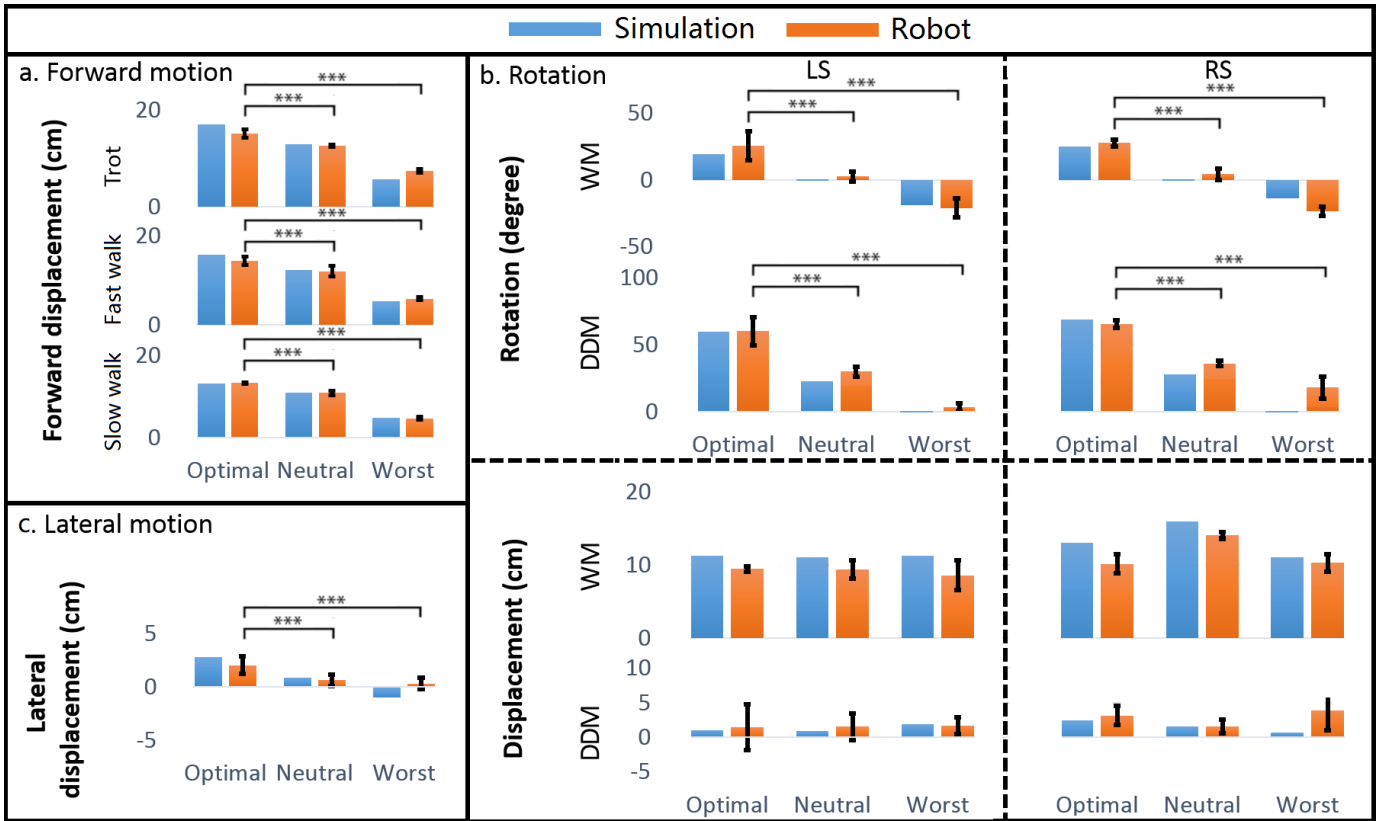 Simulation Robot
a. Forward motion
Forward displacement (cm)
Trot
20
0
***
***
Fast walk
20
0
***
***
Slow walk
20
0
***
***
Optimal Neutral Worst
b. Rotation
LS RS
Rotation (degree)
WM
50
0
-50
***
***
***
***
DDM
100
50
0
***
***
***
***
Optimal Neutral Worst Optimal Neutral Worst
Displacement (cm)
WM
20
10
0
DDM
10
5
0
-5
Optimal Neutral Worst Optimal Neutral Worst
c. Lateral motion
Lateral
displacement (cm)
5
0
-5
***
***
Optimal Neutral Worst